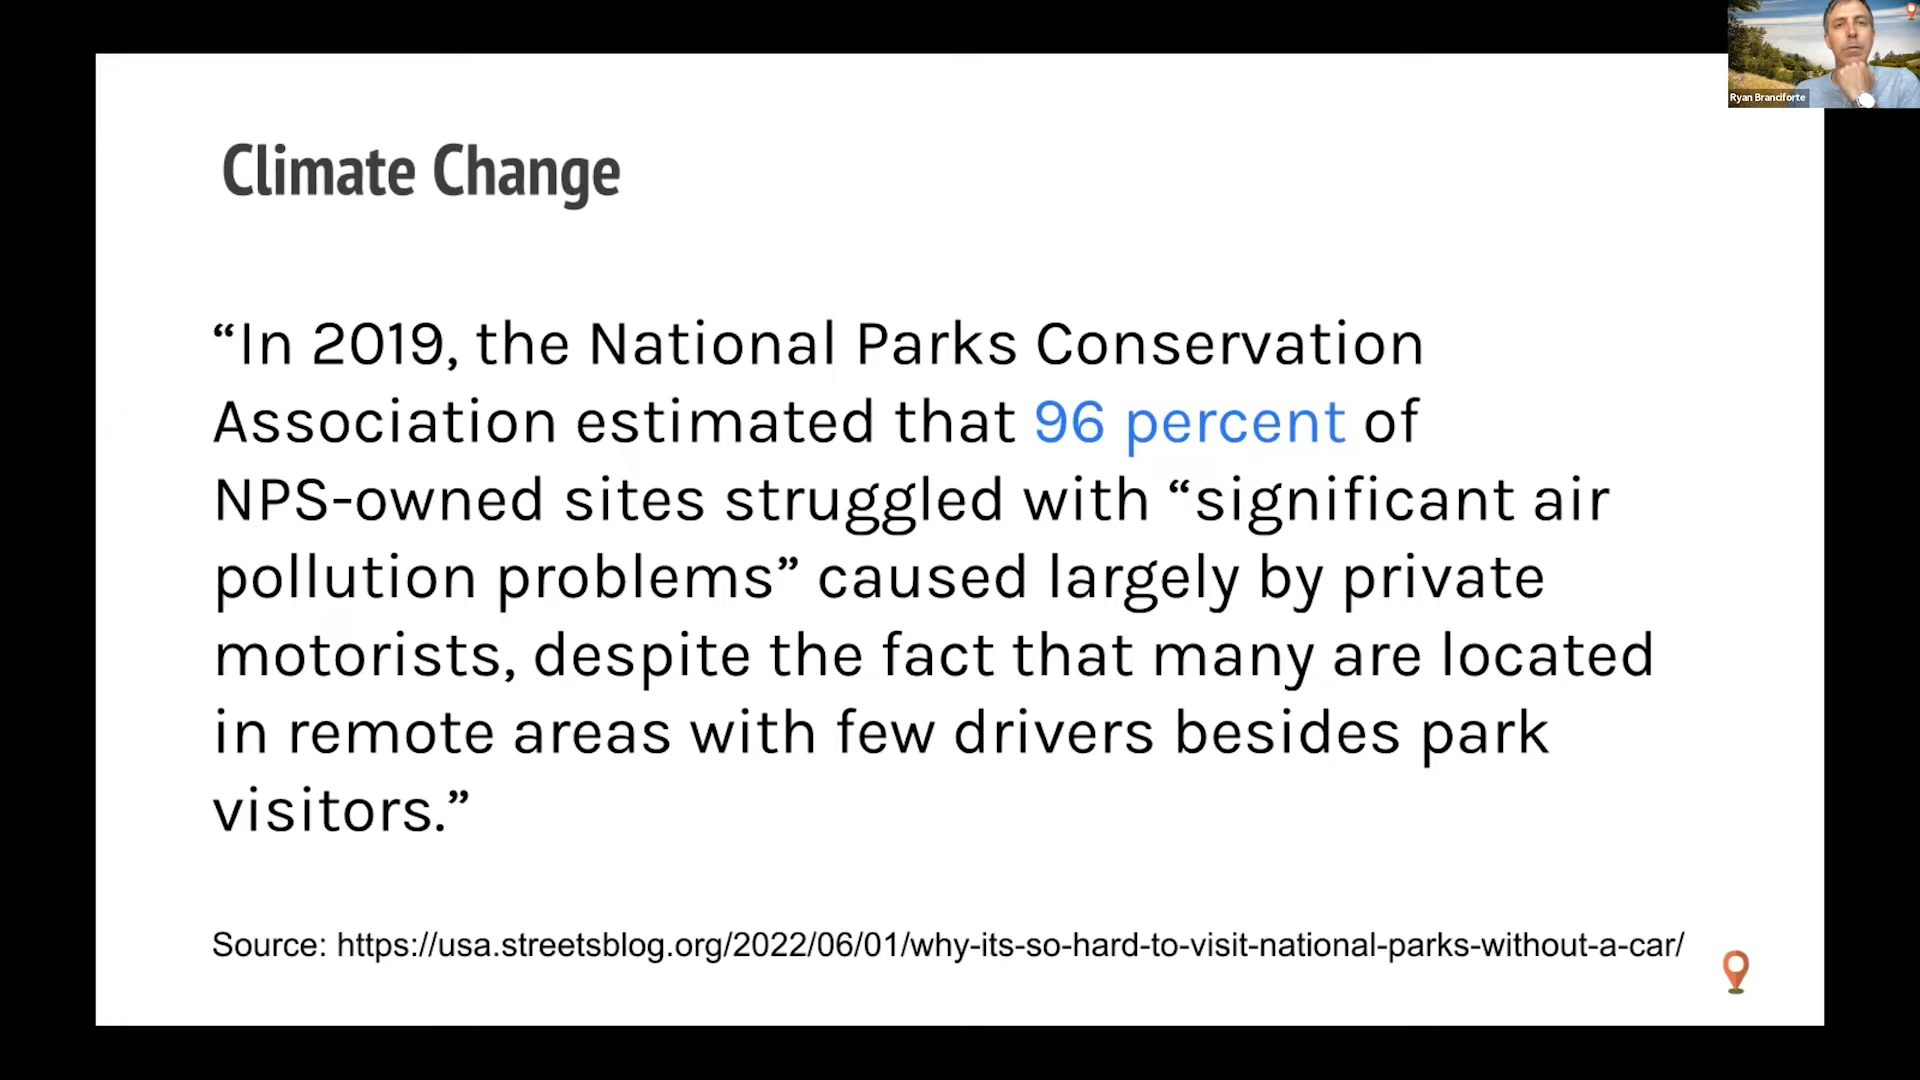 Ryan Branciforte
Climate Change
“In 2019, the National Parks Conservation
Association estimated that 96 percent of
NPS-owned sites struggled with “significant air
pollution problems” caused largely by private
motorists, despite the fact that many are located
in remote areas with few drivers besides park
visitors.”
Source: https://usa.streetsblog.org/2022/06/01/why-its-so-hard-to-visit-national-parks-without-a-car/